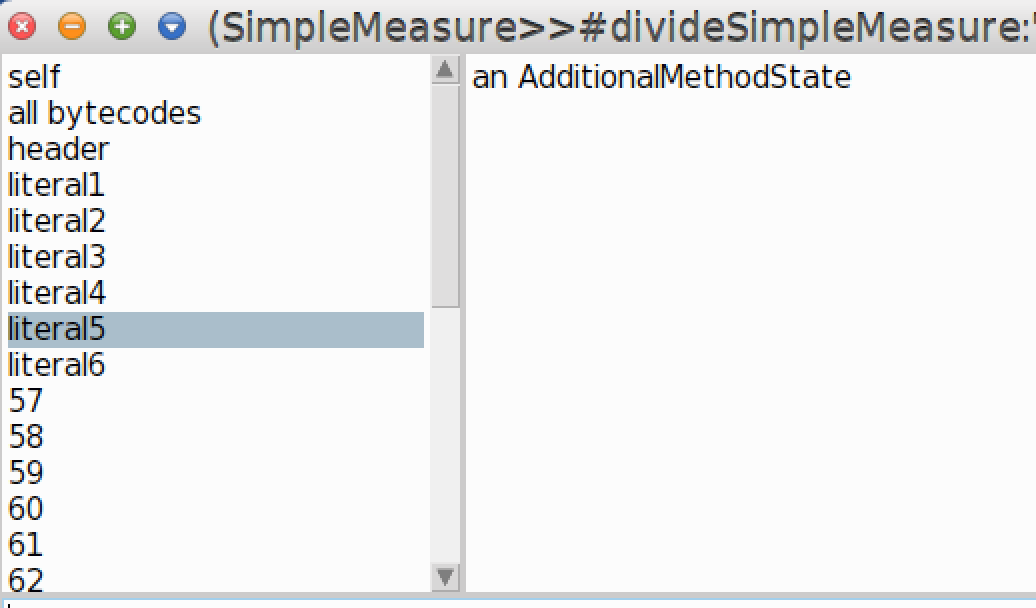 (SimpleMeasure>>#divideSimpleMeasure:
self
all bytecodes
header
literal1
literal2
literal3
literal4
literal5
literal6
57
58
59
60
61
62
an AdditionalMethodState